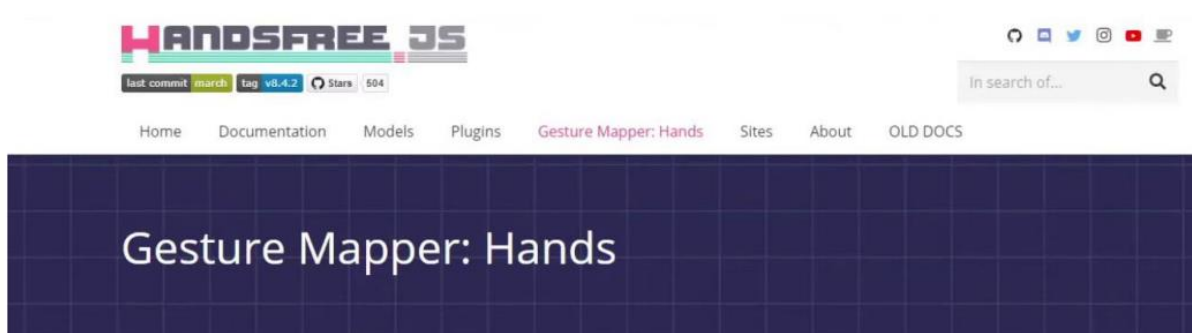 HANDSFREE.JS
last commit march tag v8.4.2 Stars 504
In search of...
Home Documentation Models Plugins Gesture Mapper: Hands Sites About OLD DOCS
Gesture Mapper: Hands